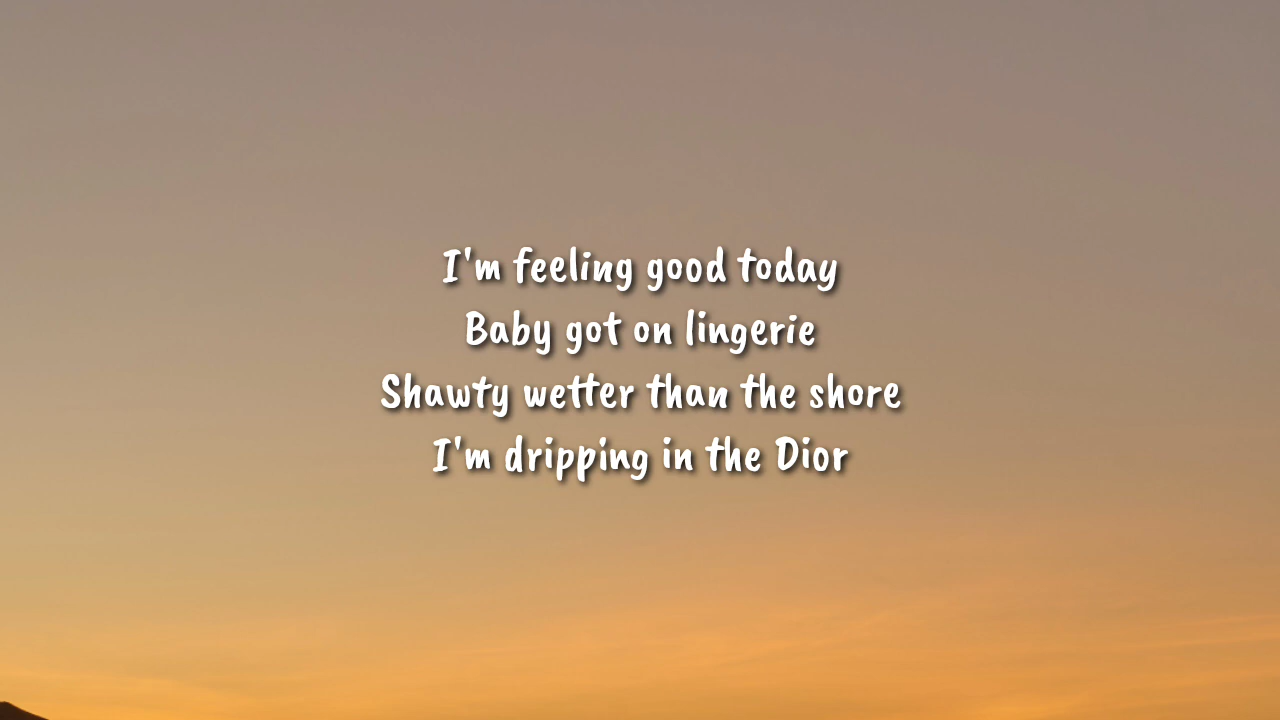 I'm feeling good today
Baby got on lingerie
Shawty wetter than the shore
I'm dripping in the Dior